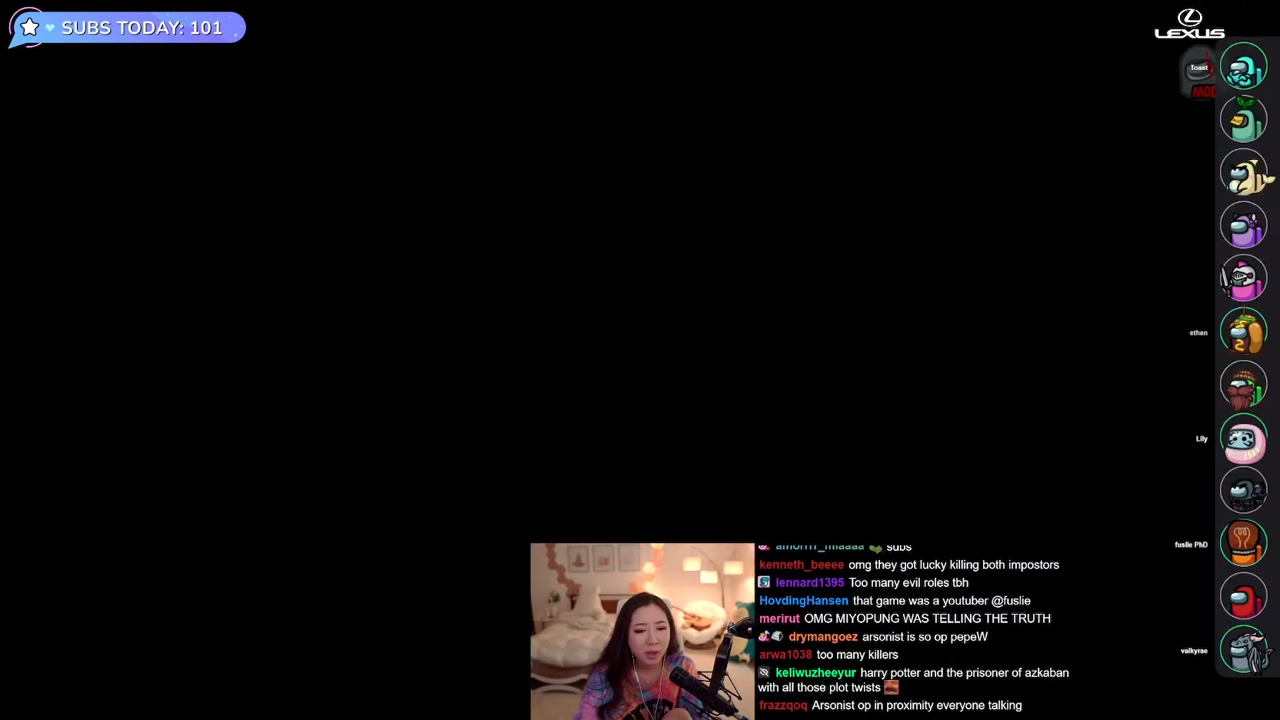 SUBS TODAY: 101
LEXUS
Toast
MOD
ethan
Lily
fuslie PhD
valkyrae
subs
kenneth_beeee omg they got lucky killing both impostors
lennard1395 Too many evil roles tbh
HovdingHansen that game was a youtuber @fuslie
merirut OMG MIYOPUNG WAS TELLING THE TRUTH
drymangoez arsonist is so op pepeW
arwa1038 too many killers
keliwuzheeyur harry potter and the prisoner of azkaban
with all those plot twists
frazzqoq Arsonist op in proximity everyone talking